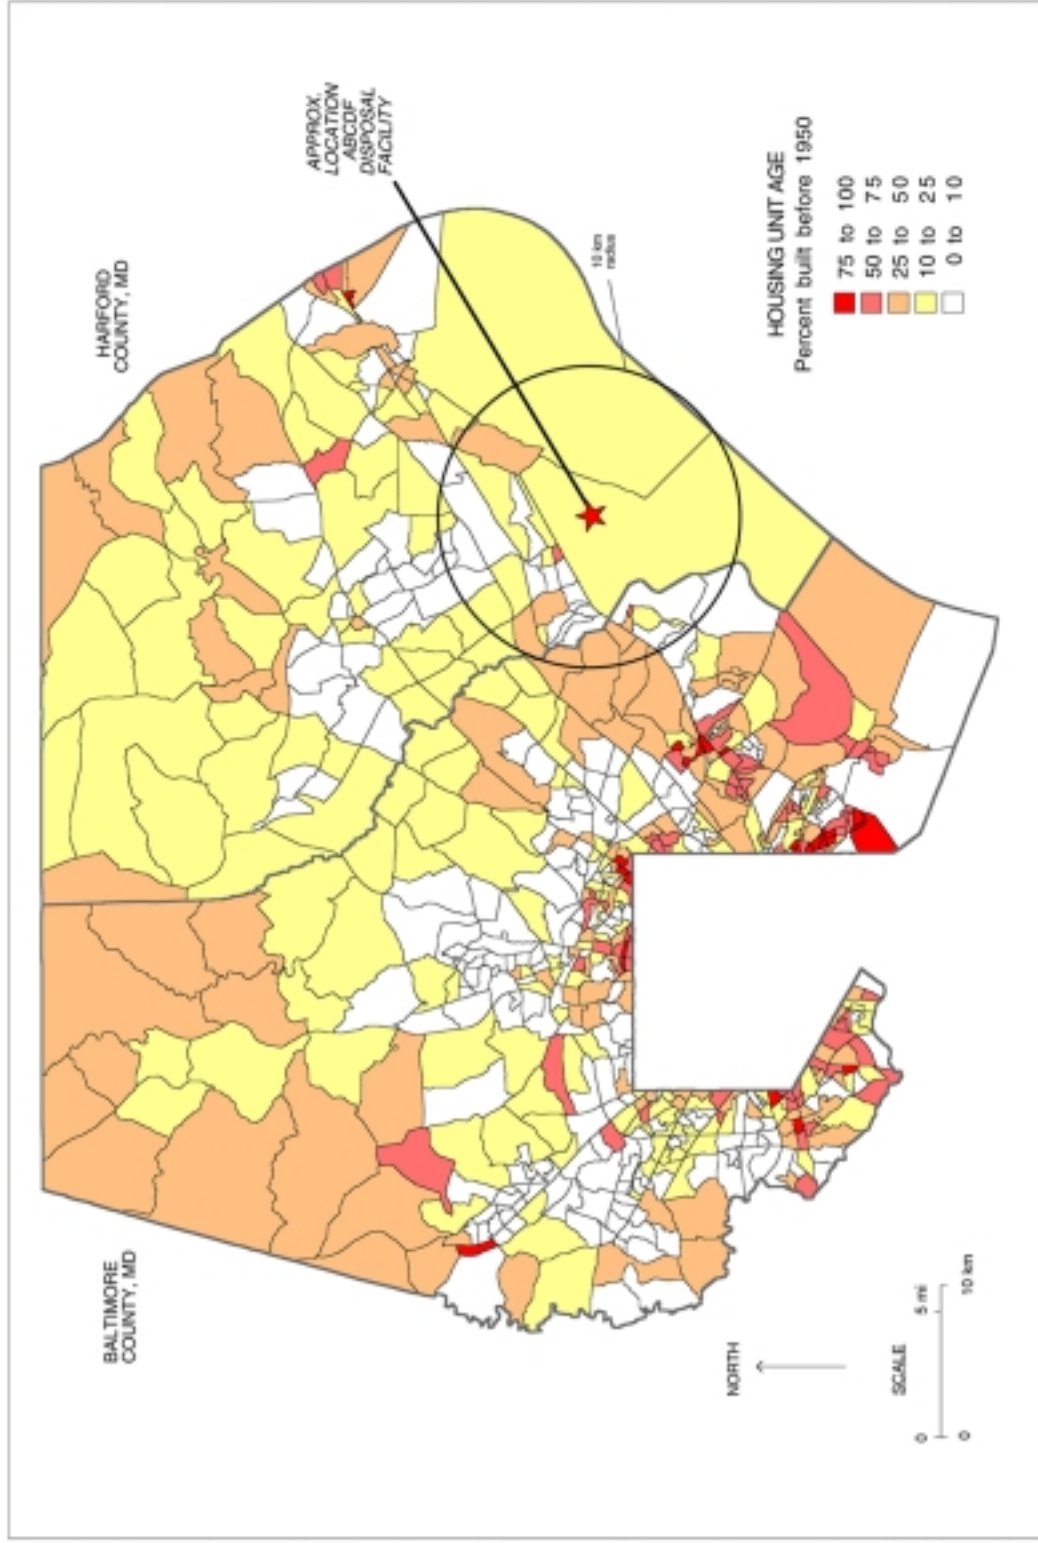 HARFORD
COUNTY, MD
APPROX.
LOCATION
ABCDF
DISPOSAL
FACILITY
10 km
radius
HOUSING UNIT AGE
Percent built before 1950
75 to 100
50 to 75
25 to 50
10 to 25
0 to 10
BALTIMORE
COUNTY, MD
NORTH
SCALE
0 5 mi
0 10 km